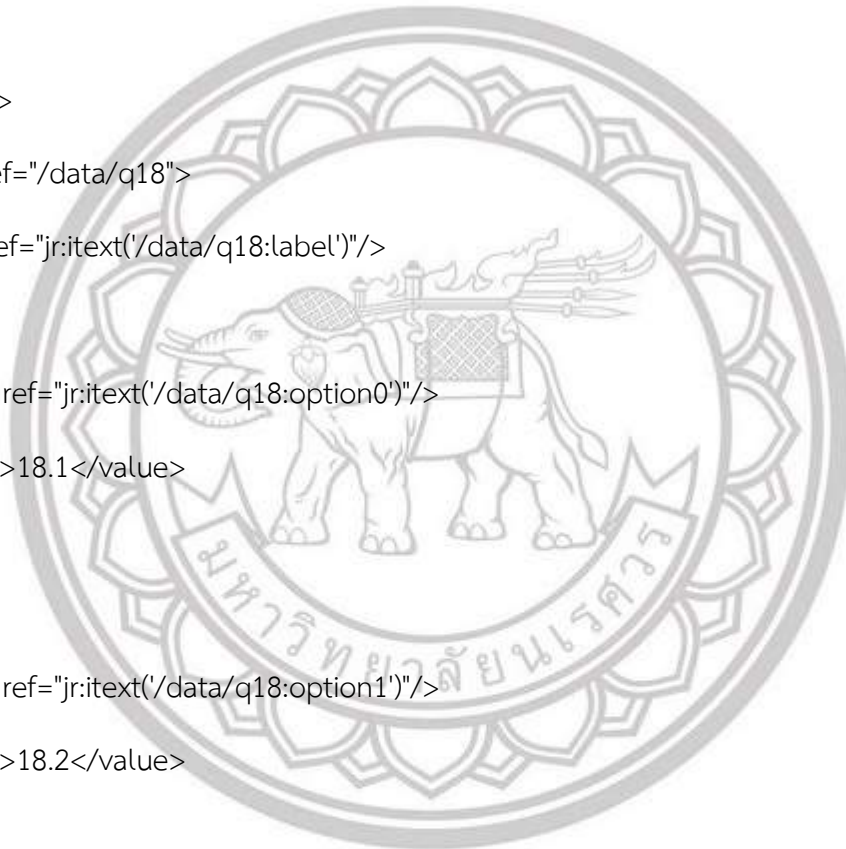 >
ef="/data/q18">
ef="jr:itext('/data/q18:label')"/>
ref="jr:itext('/data/q18:option0')"/>
>18.1</value>
มหาวิทยาลัยนเรศวร
ref="jr:itext('/data/q18:option1')"/>
>18.2</value>